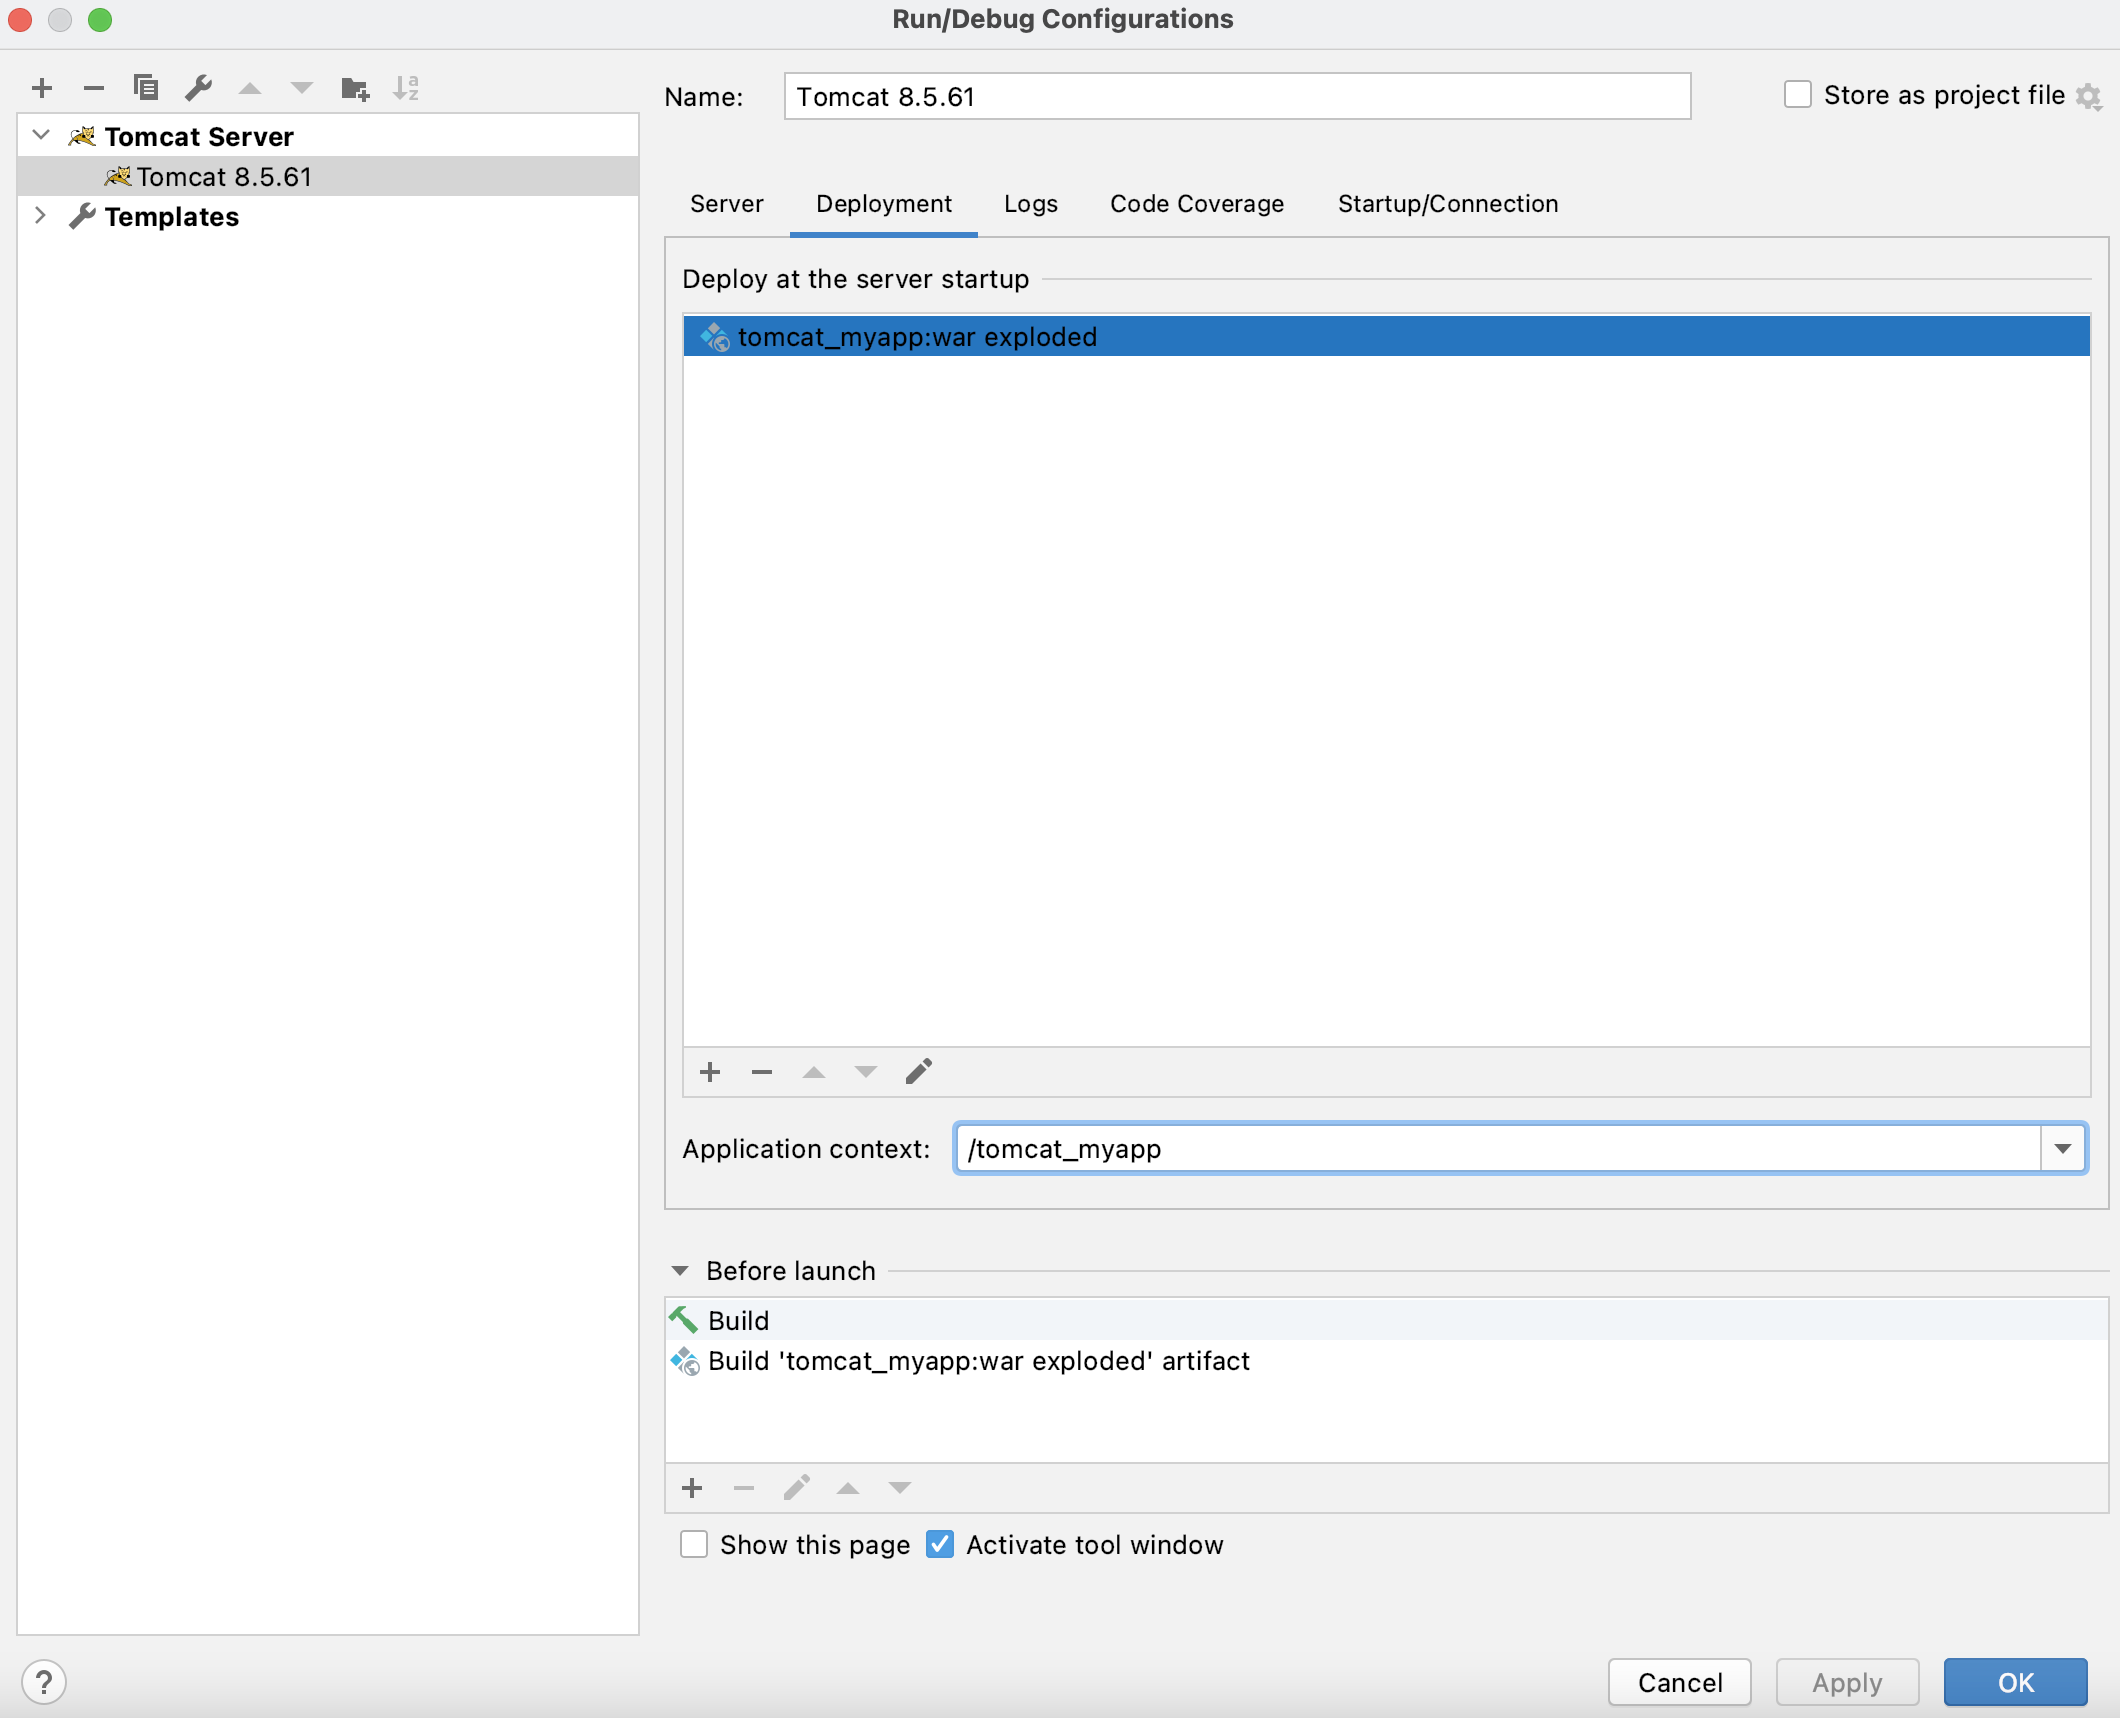 Run/Debug Configurations
Name: Tomcat 8.5.61 Store as project file
Tomcat Server
Tomcat 8.5.61
Templates
Server Deployment Logs Code Coverage Startup/Connection
Deploy at the server startup
tomcat_myapp:war exploded
Application context: /tomcat_myapp
Before launch
Build
Build 'tomcat_myapp:war exploded' artifact
Show this page Activate tool window
? Cancel Apply OK